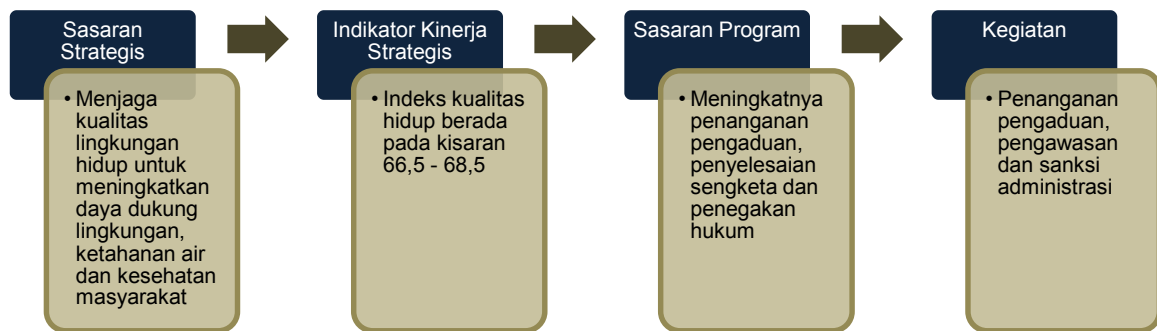 Sasaran
Strategis
• Menjaga
kualitas
lingkungan
hidup untuk
meningkatkan
daya dukung
lingkungan,
ketahanan air
dan kesehatan
masyarakat
Indikator Kinerja
Strategis
• Indeks kualitas
hidup berada
pada kisaran
66,5 - 68,5
Sasaran Program
• Meningkatnya
penanganan
pengaduan,
penyelesaian
sengketa dan
penegakan
hukum
Kegiatan
• Penanganan
pengaduan,
pengawasan
dan sanksi
administrasi